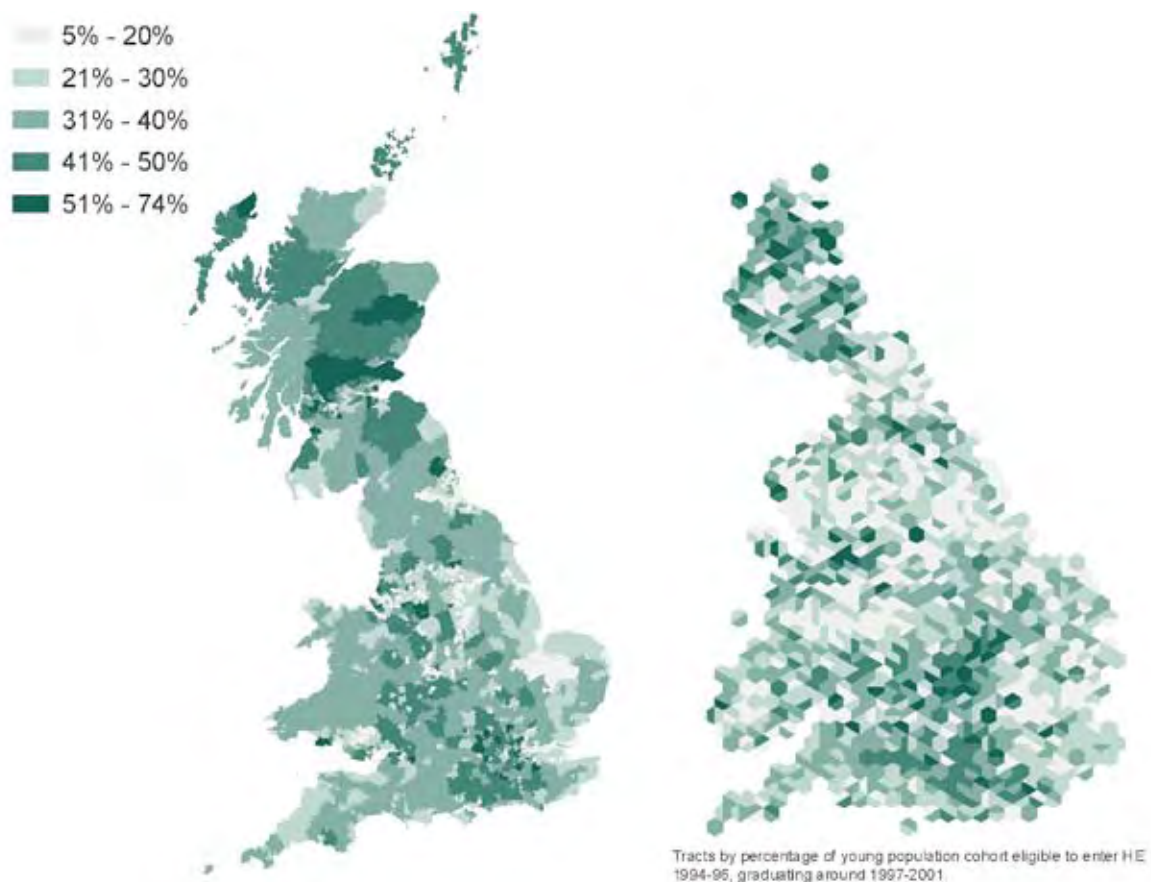 5% - 20%
21% - 30%
31% - 40%
41% - 50%
51% - 74%
Tracts by percentage of young population cohort eligible to enter HE
1994-96, graduating around 1997-2001.